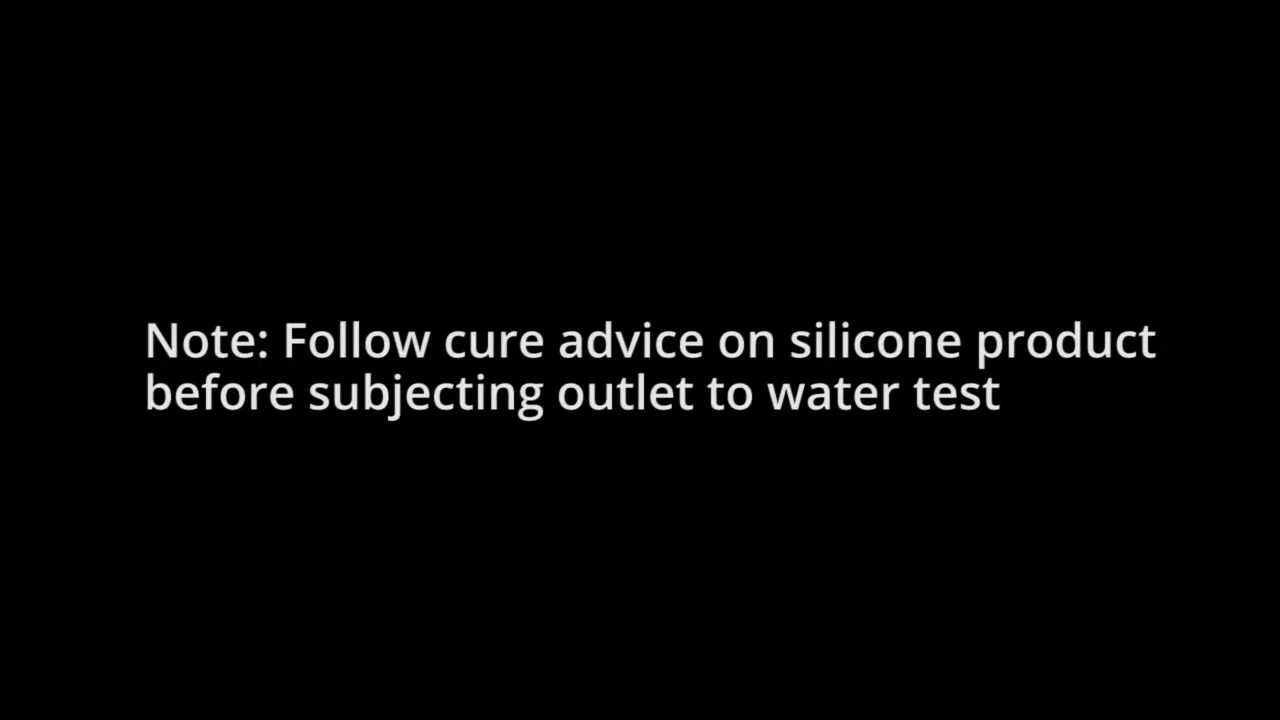 Note: Follow cure advice on silicone product
before subjecting outlet to water test